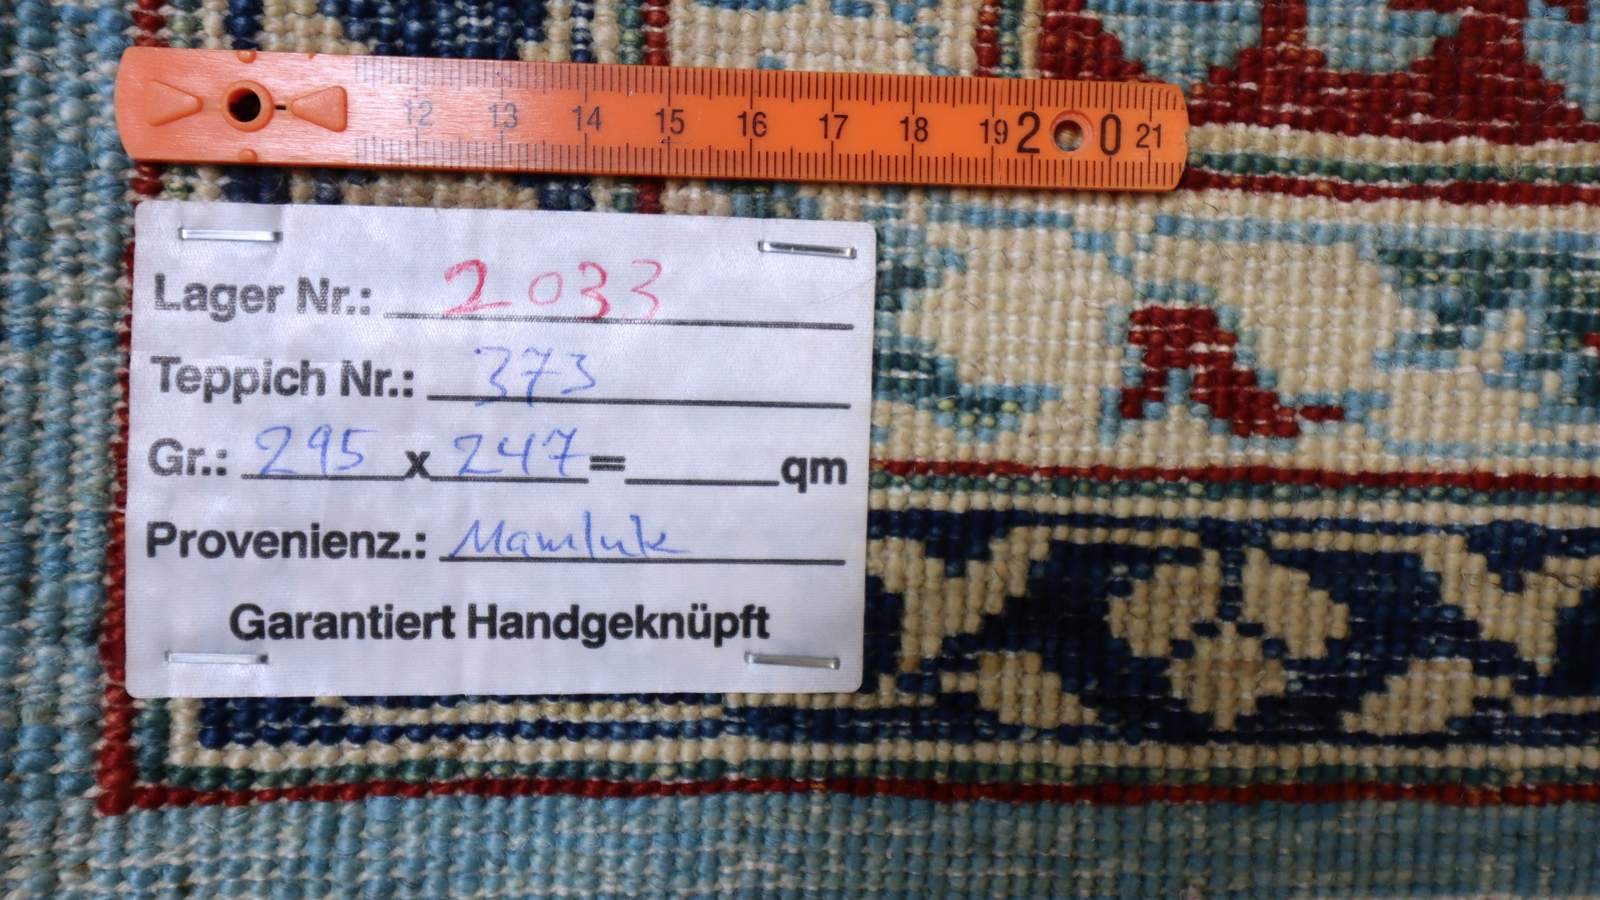 12 13 14 15 16 17 18 19 20 21
Lager Nr.: 2033
Teppich Nr.: 373
Gr.: 295 x 247 = qm
Provenienz.: Mamluk
Garantiert Handgeknüpft